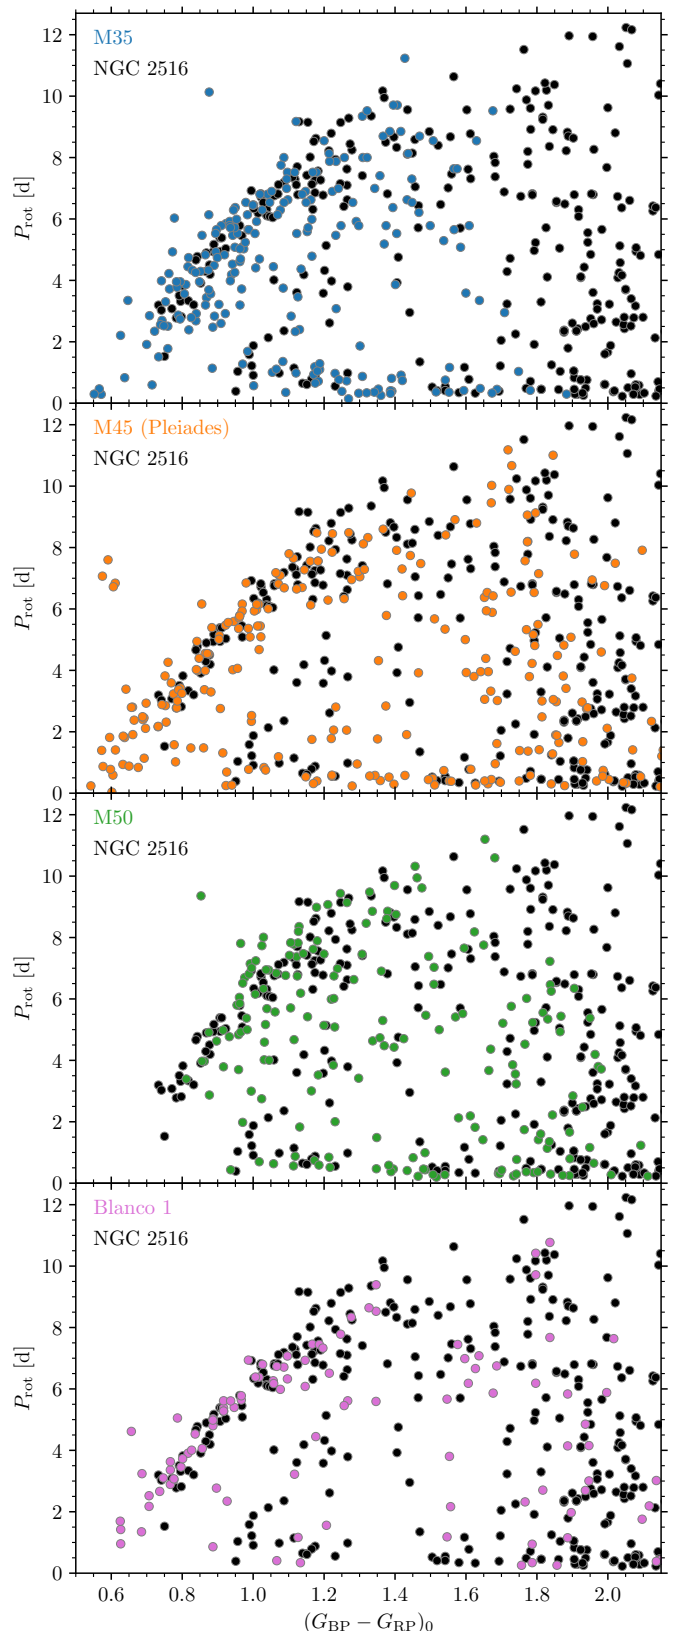 M35
NGC 2516
12
10
8
6
4
2
0
P_rot [d]
M45 (Pleiades)
NGC 2516
12
10
8
6
4
2
0
P_rot [d]
M50
NGC 2516
12
10
8
6
4
2
0
P_rot [d]
Blanco 1
NGC 2516
12
10
8
6
4
2
0
P_rot [d]
0.6 0.8 1.0 1.2 1.4 1.6 1.8 2.0
(G_BP − G_RP)_0